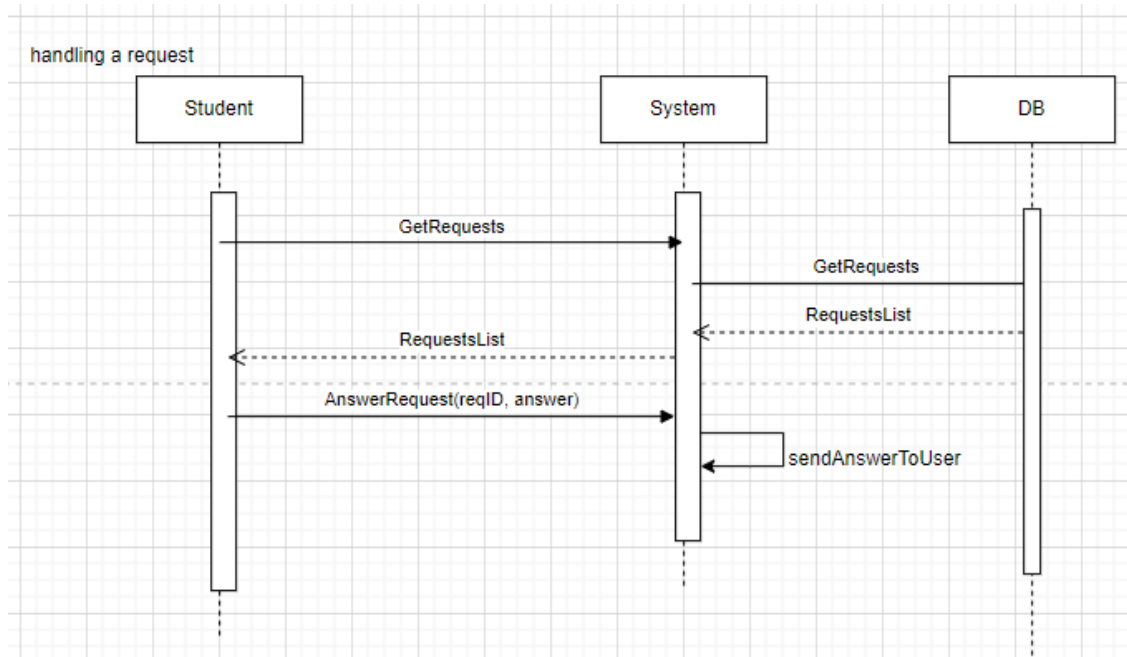 handling a request
Student
System
DB
GetRequests
GetRequests
RequestsList
RequestsList
AnswerRequest(reqID, answer)
sendAnswerToUser